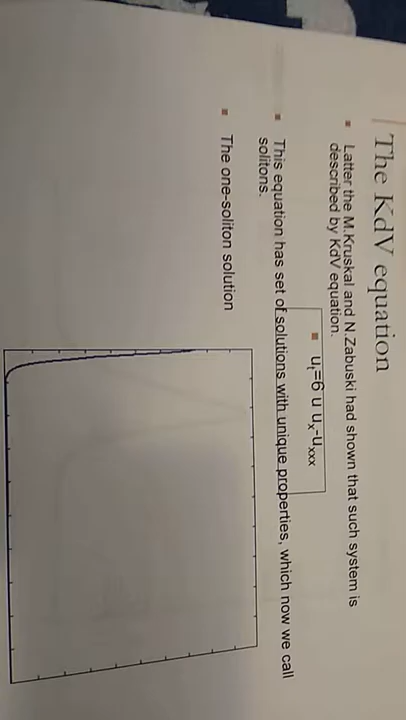 The KdV equation
Latter the M.Kruskal and N.Zabuski had shown that such system is
described by KdV equation.
uₜ=6 u uₓ-uₓₓₓ
This equation has set of solutions with unique properties, which now we call
solitons.
The one-soliton solution